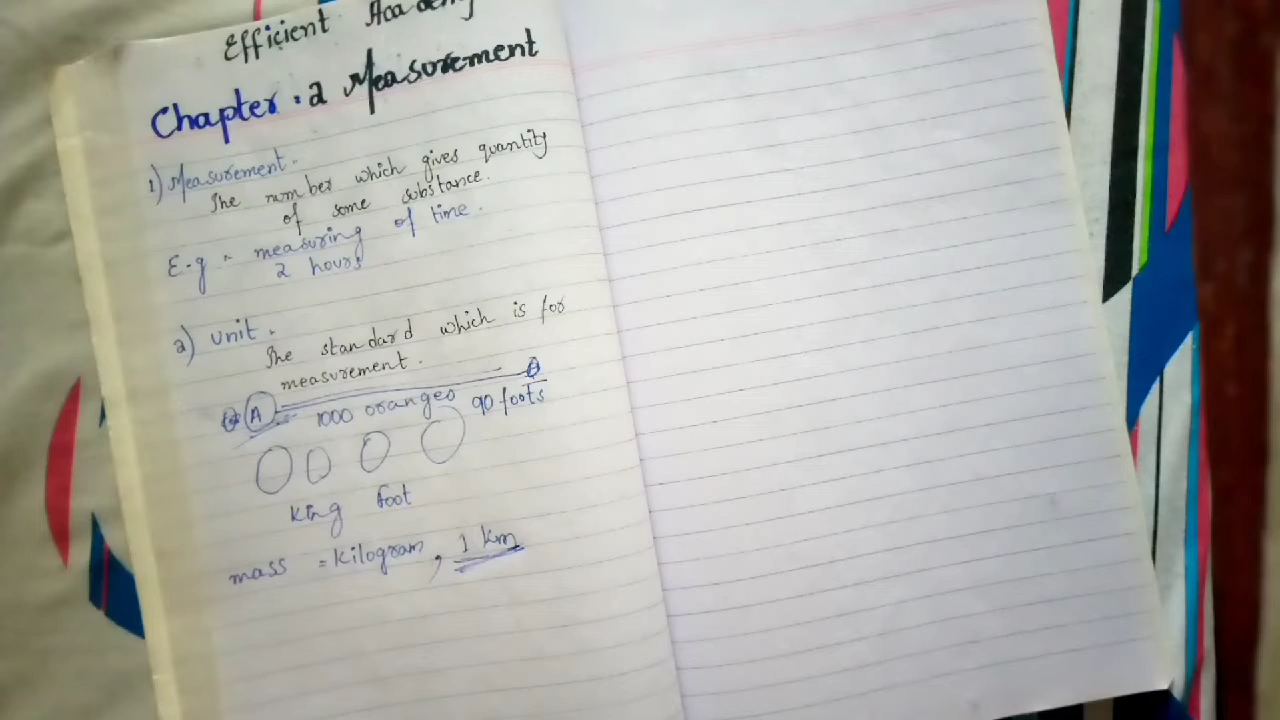 Efficient Academy
Chapter : 2 Measurement
1) Measurement.
The number which gives quantity
of some substance.
E.g : measuring of time.
2 hours
2) unit :
The standard which is for
measurement.
A
1000 oranges 90 foots
king foot
mass = kilogram, 1 km